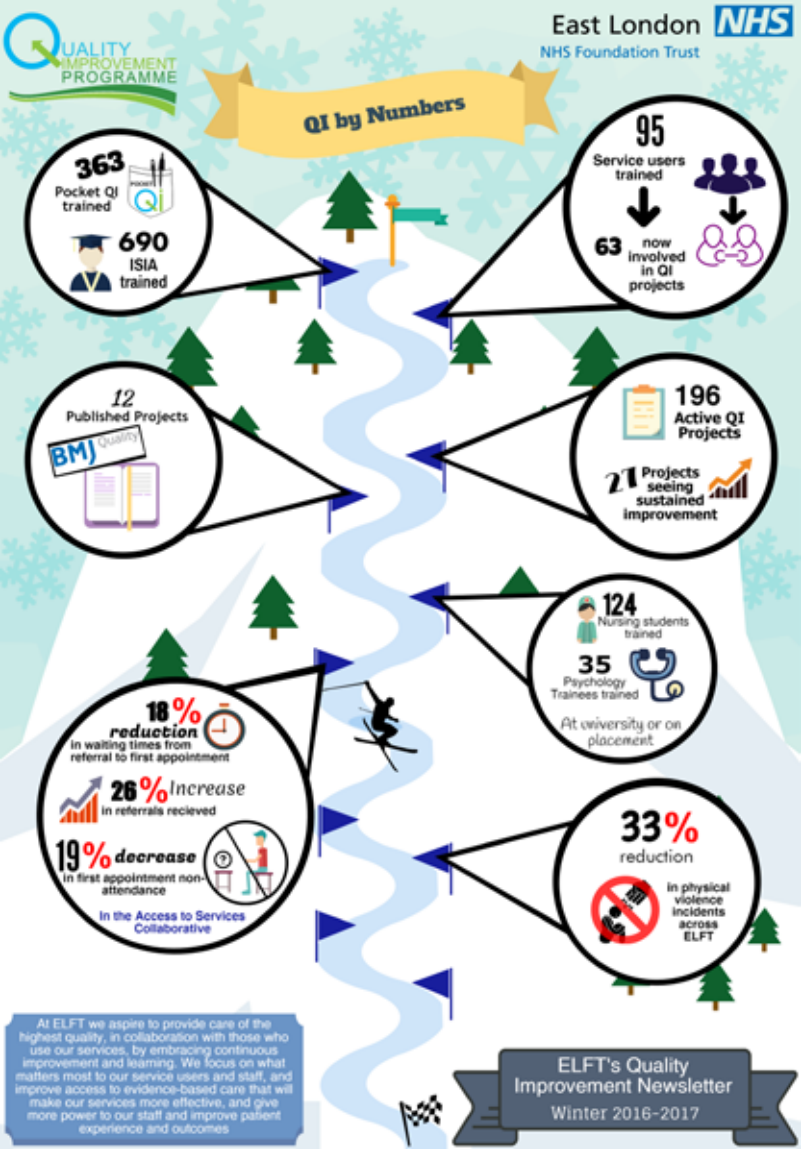 QUALITY
IMPROVEMENT
PROGRAMME
East London NHS
NHS Foundation Trust
QI by Numbers
363
Pocket QI
trained
POCKET
Qi
690
ISIA
trained
95
Service users
trained
63 now
involved
in QI
projects
12
Published Projects
BMJ Quality
196
Active QI
Projects
27 Projects
seeing
sustained
improvement
124
Nursing students
trained
35
Psychology
Trainees trained
At university or on
placement
18%
reduction
in waiting times from
referral to first appointment
26% Increase
in referrals recieved
19% decrease
in first appointment non-
attendance
?
In the Access to Services
Collaborative
33%
reduction
in physical
violence
incidents
across
ELFT
At ELFT we aspire to provide care of the
highest quality, in collaboration with those who
use our services, by embracing continuous
improvement and learning. We focus on what
matters most to our service users and staff, and
improve access to evidence-based care that will
make our services more effective, and give
more power to our staff and improve patient
experience and outcomes
ELFT's Quality
Improvement Newsletter
Winter 2016-2017